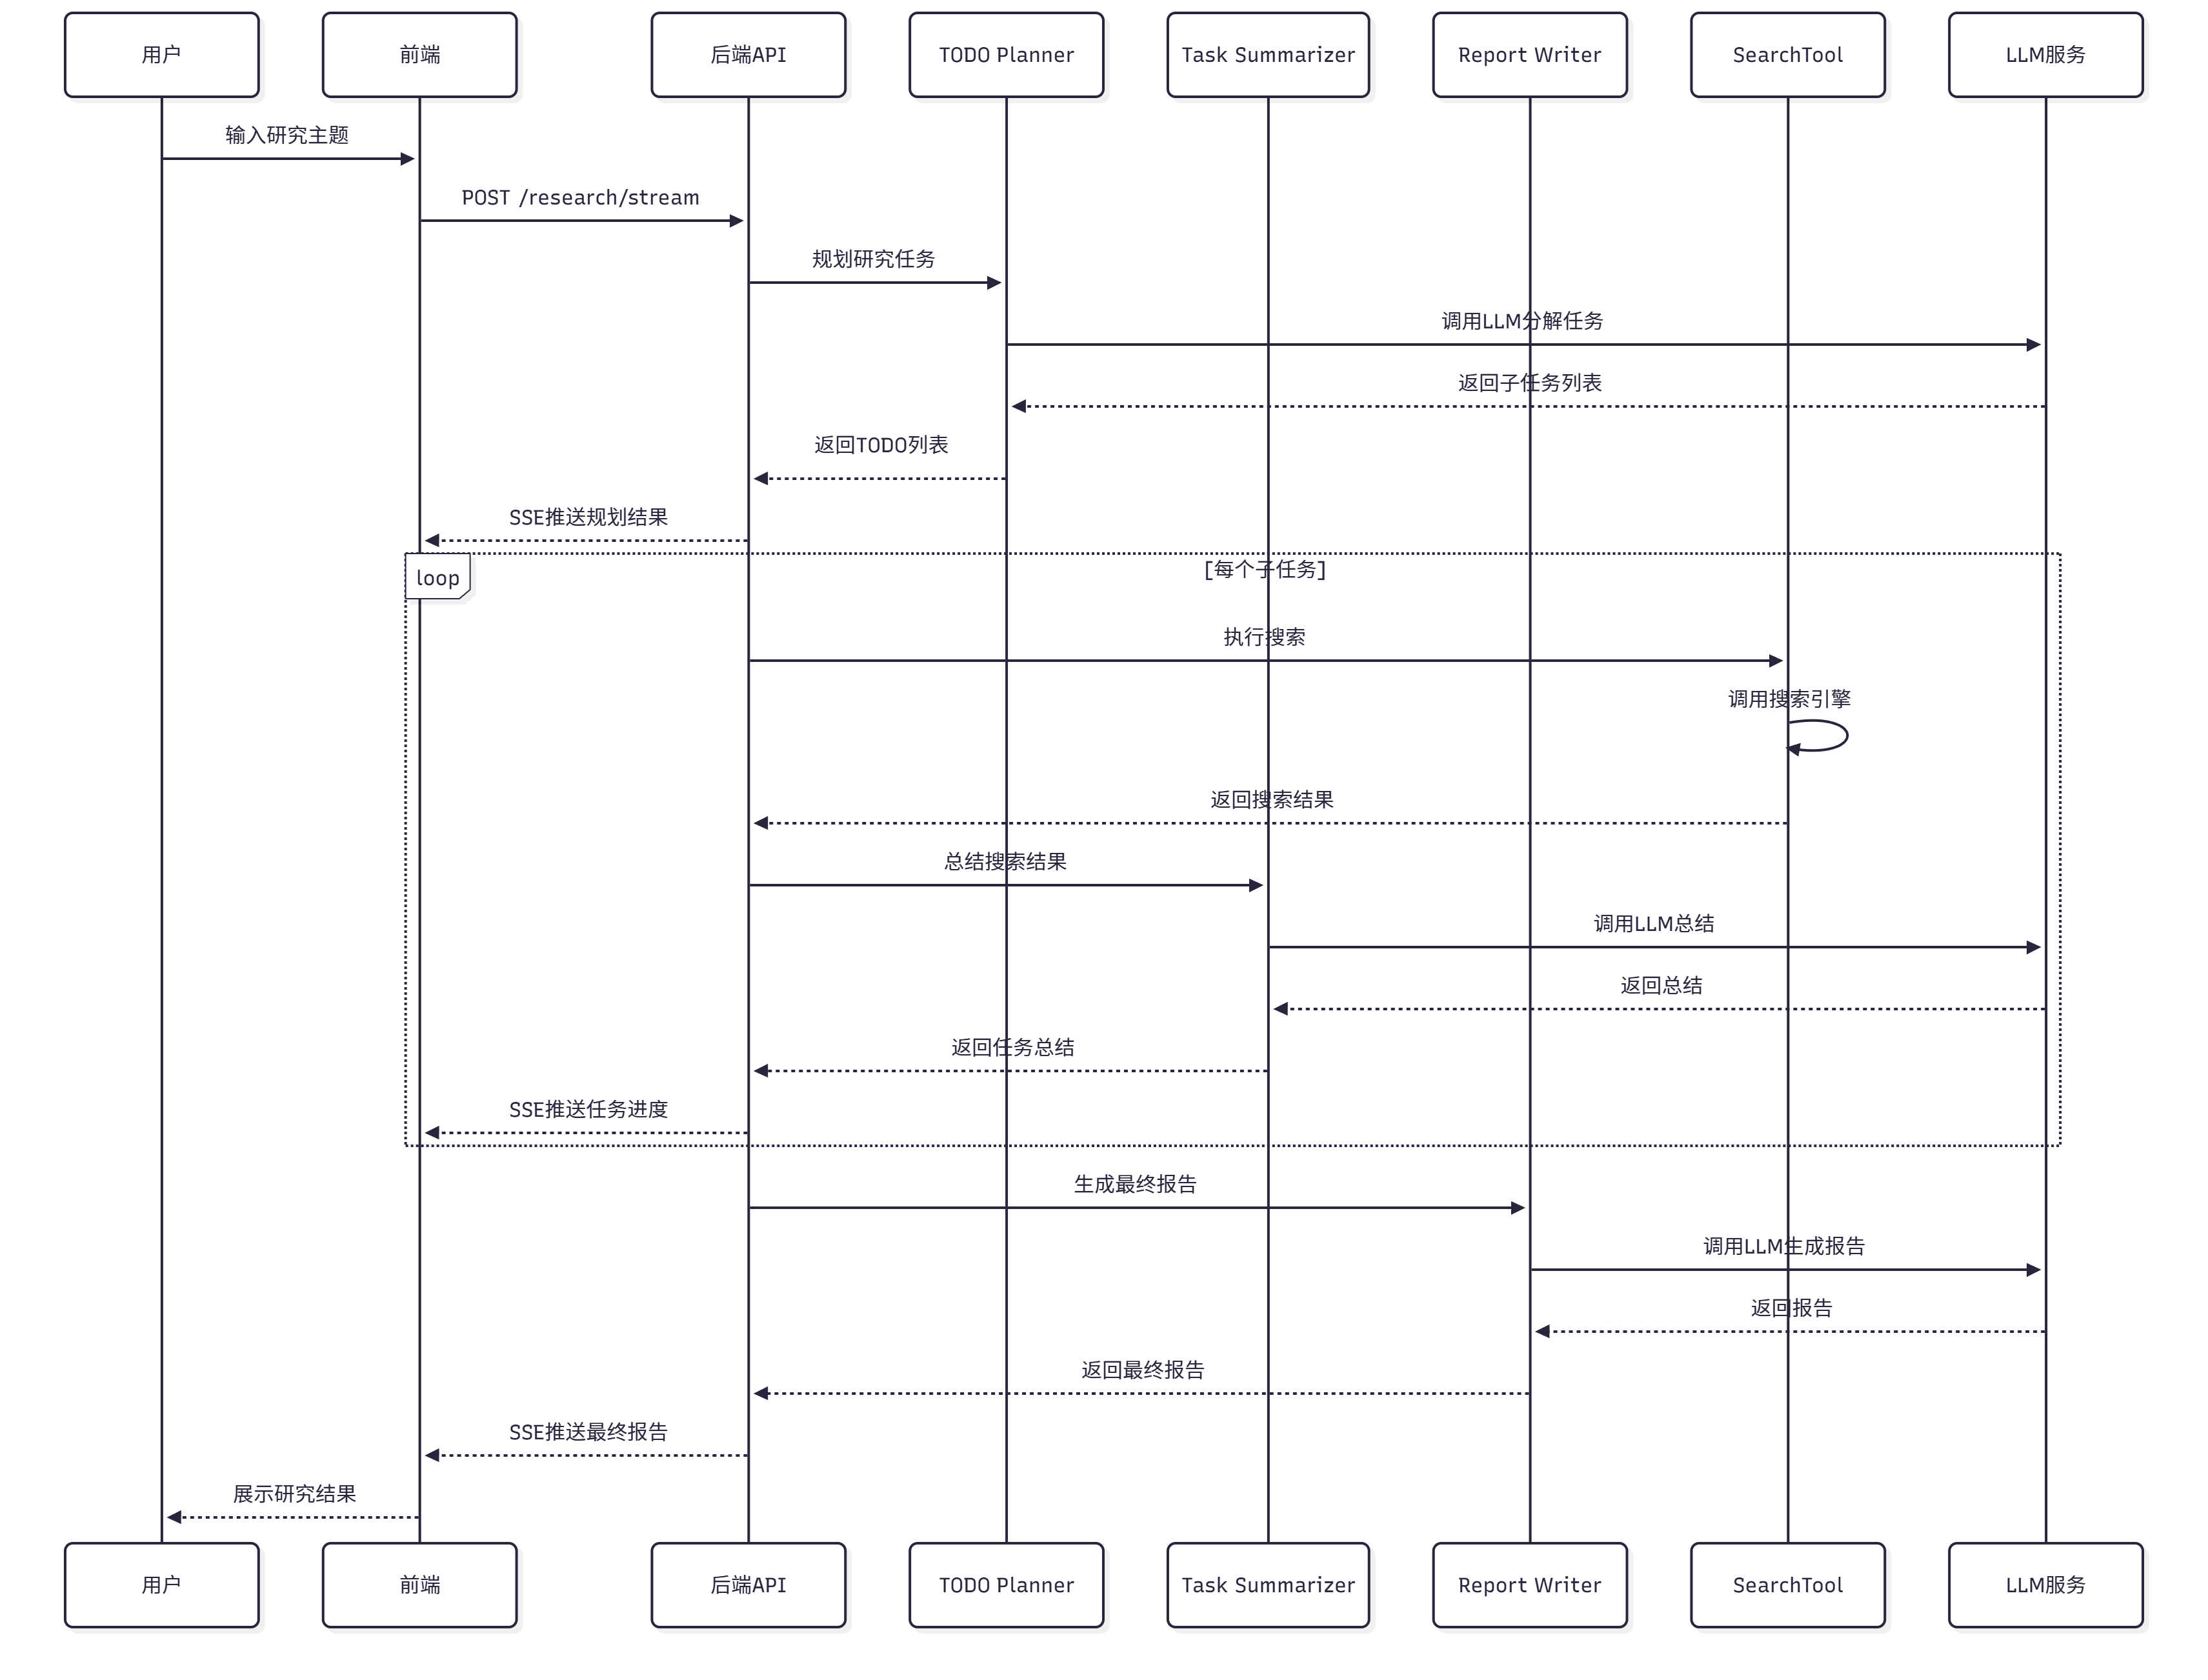 用户
前端
后端API
TODO Planner
Task Summarizer
Report Writer
SearchTool
LLM服务
输入研究主题
POST /research/stream
规划研究任务
调用LLM分解任务
返回子任务列表
返回TODO列表
SSE推送规划结果
loop
[每个子任务]
执行搜索
调用搜索引擎
返回搜索结果
总结搜索结果
调用LLM总结
返回总结
返回任务总结
SSE推送任务进度
生成最终报告
调用LLM生成报告
返回报告
返回最终报告
SSE推送最终报告
展示研究结果
用户
前端
后端API
TODO Planner
Task Summarizer
Report Writer
SearchTool
LLM服务